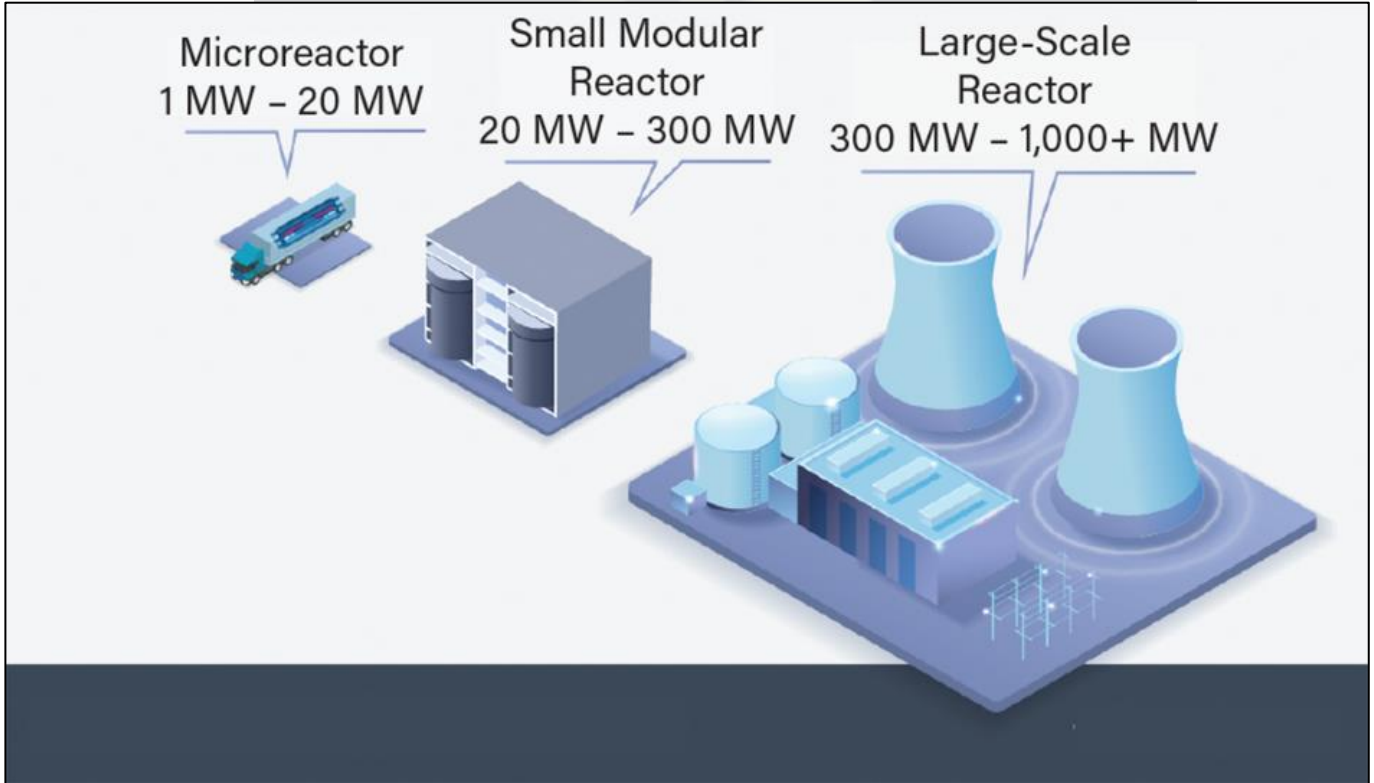 Microreactor
1 MW – 20 MW
Small Modular
Reactor
20 MW – 300 MW
Large-Scale
Reactor
300 MW – 1,000+ MW